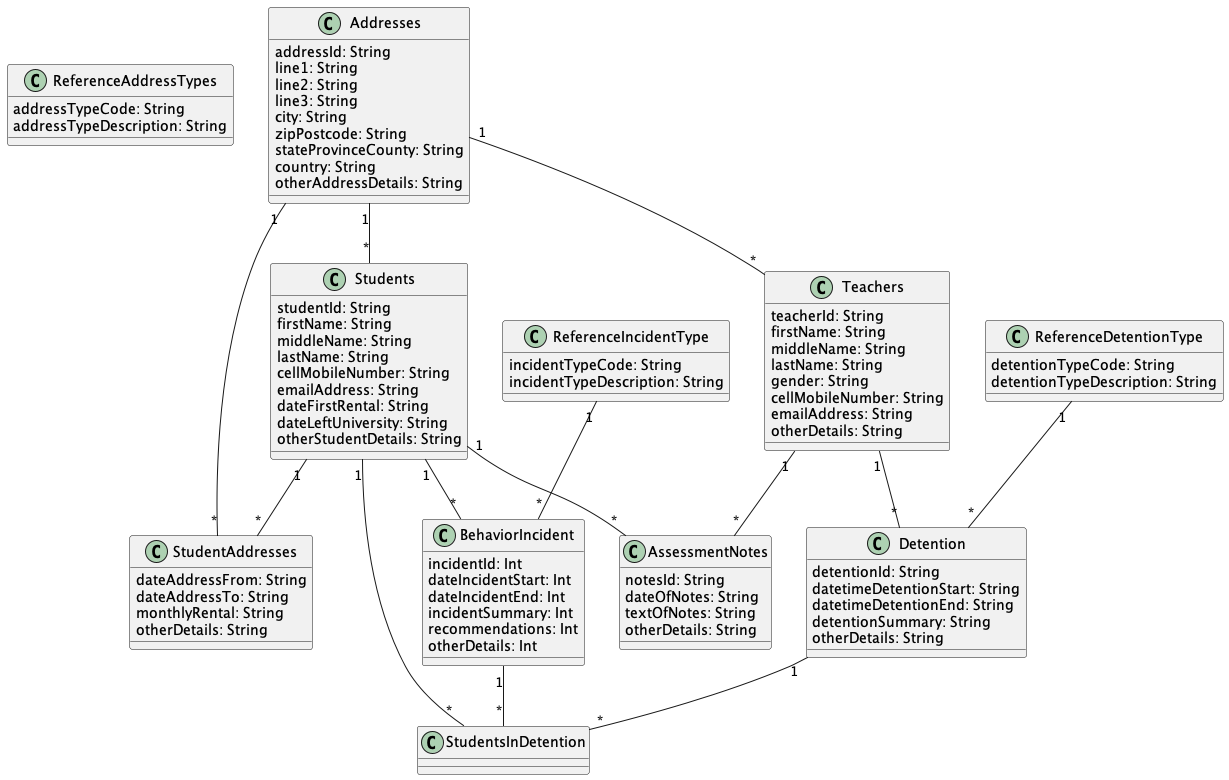 C Addresses
addressId: String
line1: String
line2: String
line3: String
city: String
zipPostcode: String
stateProvinceCounty: String
country: String
otherAddressDetails: String
C ReferenceAddressTypes
addressTypeCode: String
addressTypeDescription: String
1
1
1
*
*
C Students
studentId: String
firstName: String
middleName: String
lastName: String
cellMobileNumber: String
emailAddress: String
dateFirstRental: String
dateLeftUniversity: String
otherStudentDetails: String
C ReferenceIncidentType
incidentTypeCode: String
incidentTypeDescription: String
C Teachers
teacherId: String
firstName: String
middleName: String
lastName: String
gender: String
cellMobileNumber: String
emailAddress: String
otherDetails: String
C ReferenceDetentionType
detentionTypeCode: String
detentionTypeDescription: String
1
1
1
1
1
1
1
1
*
*
*
*
*
*
*
*
C StudentAddresses
dateAddressFrom: String
dateAddressTo: String
monthlyRental: String
otherDetails: String
C BehaviorIncident
incidentId: Int
dateIncidentStart: Int
dateIncidentEnd: Int
incidentSummary: Int
recommendations: Int
otherDetails: Int
C AssessmentNotes
notesId: String
dateOfNotes: String
textOfNotes: String
otherDetails: String
C Detention
detentionId: String
datetimeDetentionStart: String
datetimeDetentionEnd: String
detentionSummary: String
otherDetails: String
1
1
*
*
*
C StudentsInDetention